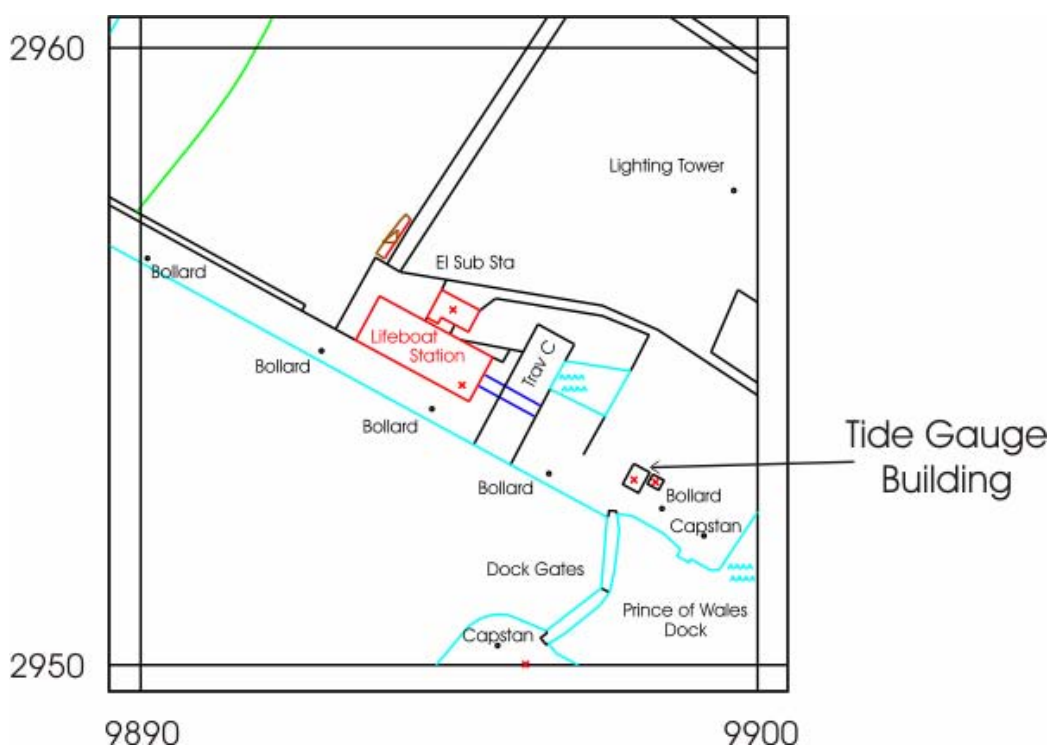 2960
Lighting Tower
El Sub Sta
Bollard
Lifeboat
Station
Trav C
Bollard
Bollard
Tide Gauge
Building
Bollard
Bollard
Capstan
Dock Gates
Prince of Wales
Dock
Capstan
2950
9890
9900